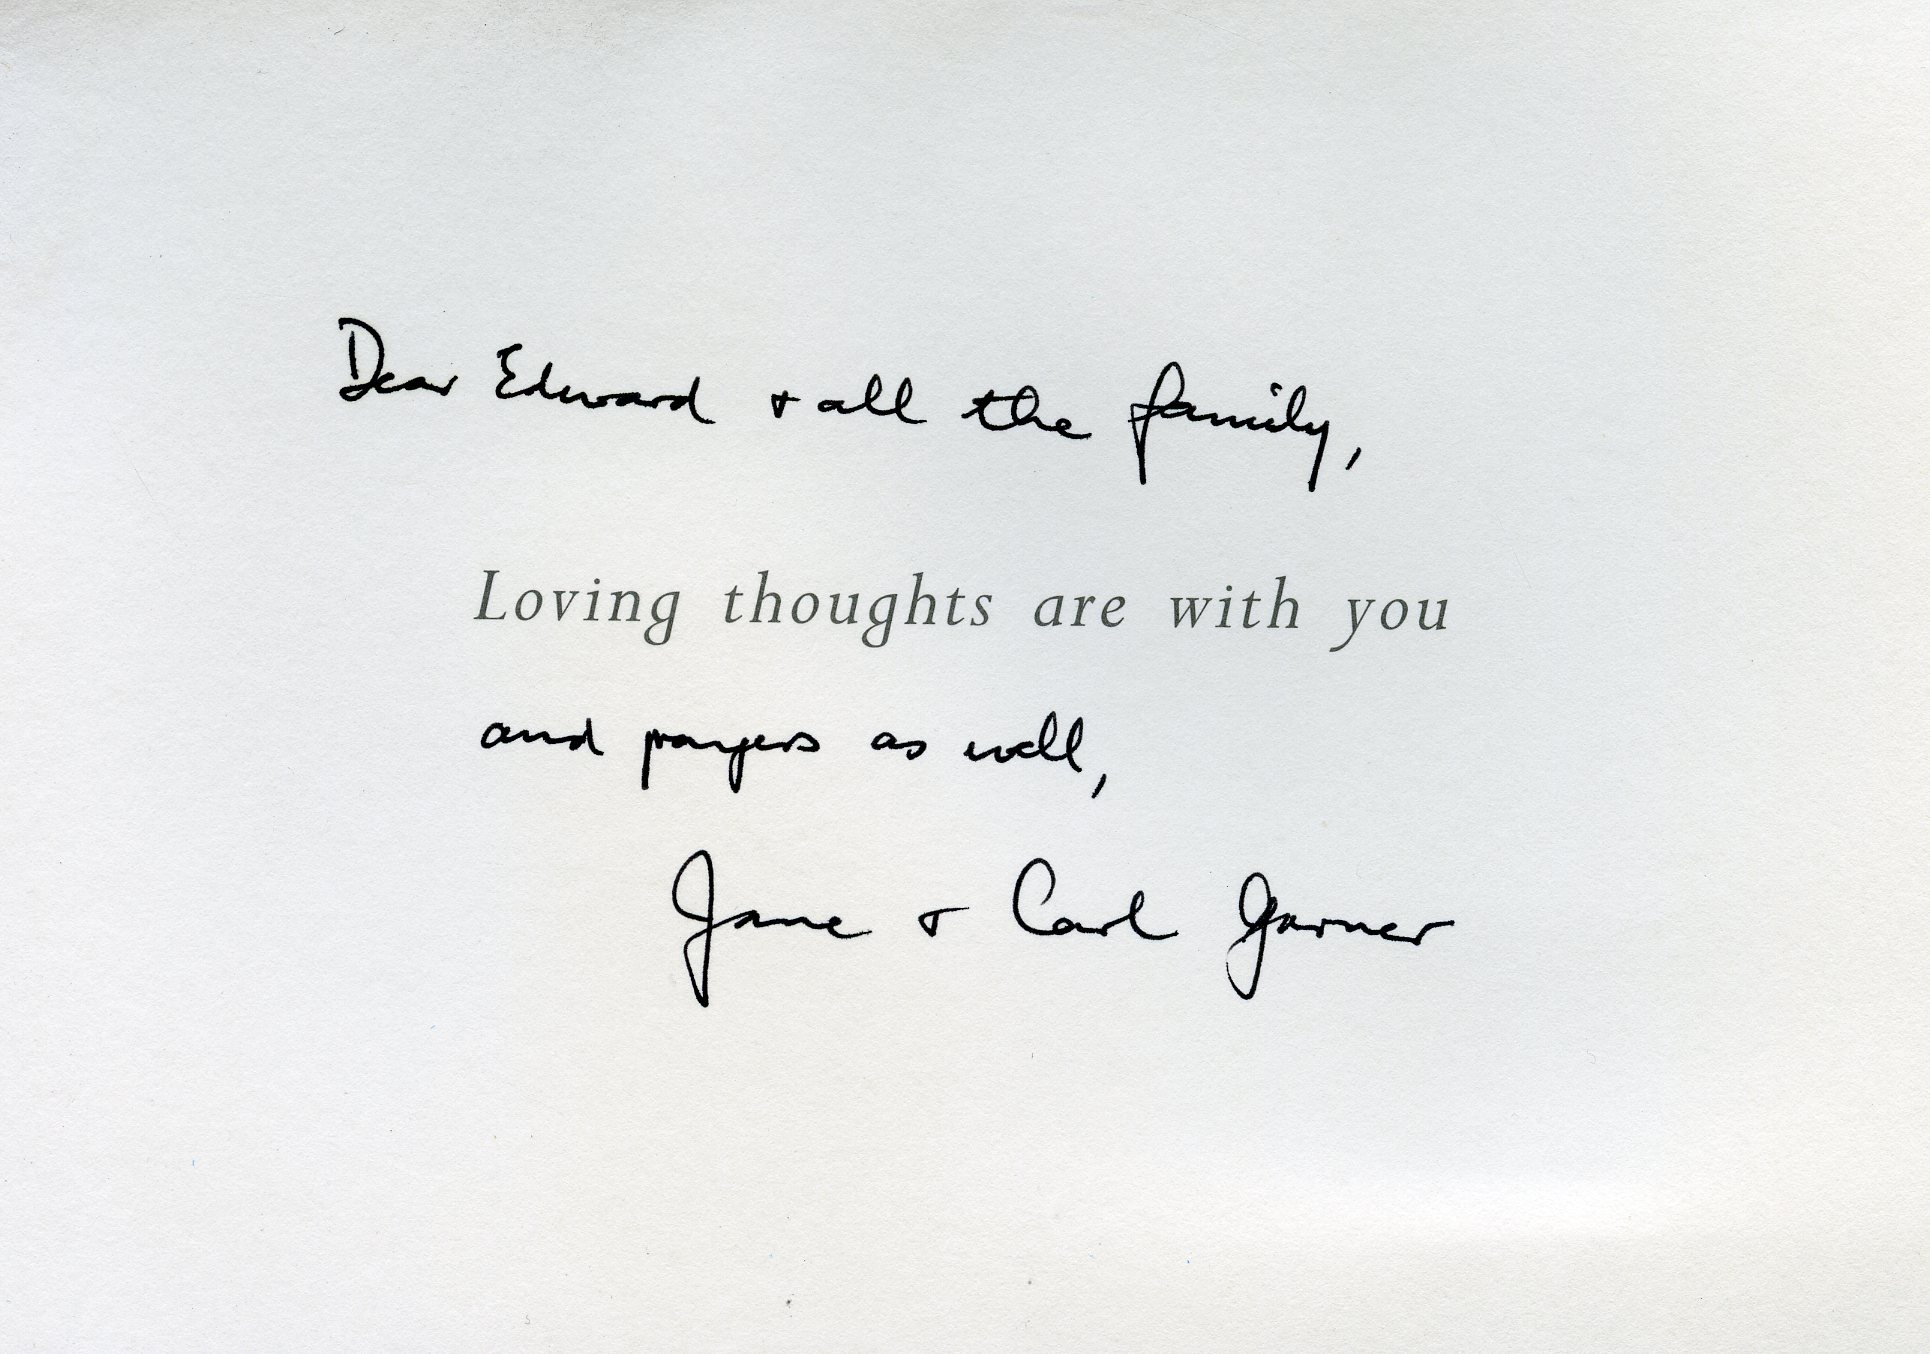 Dear Edward + all the family,
Loving thoughts are with you
and prayers as well,
Jane + Carl Garner